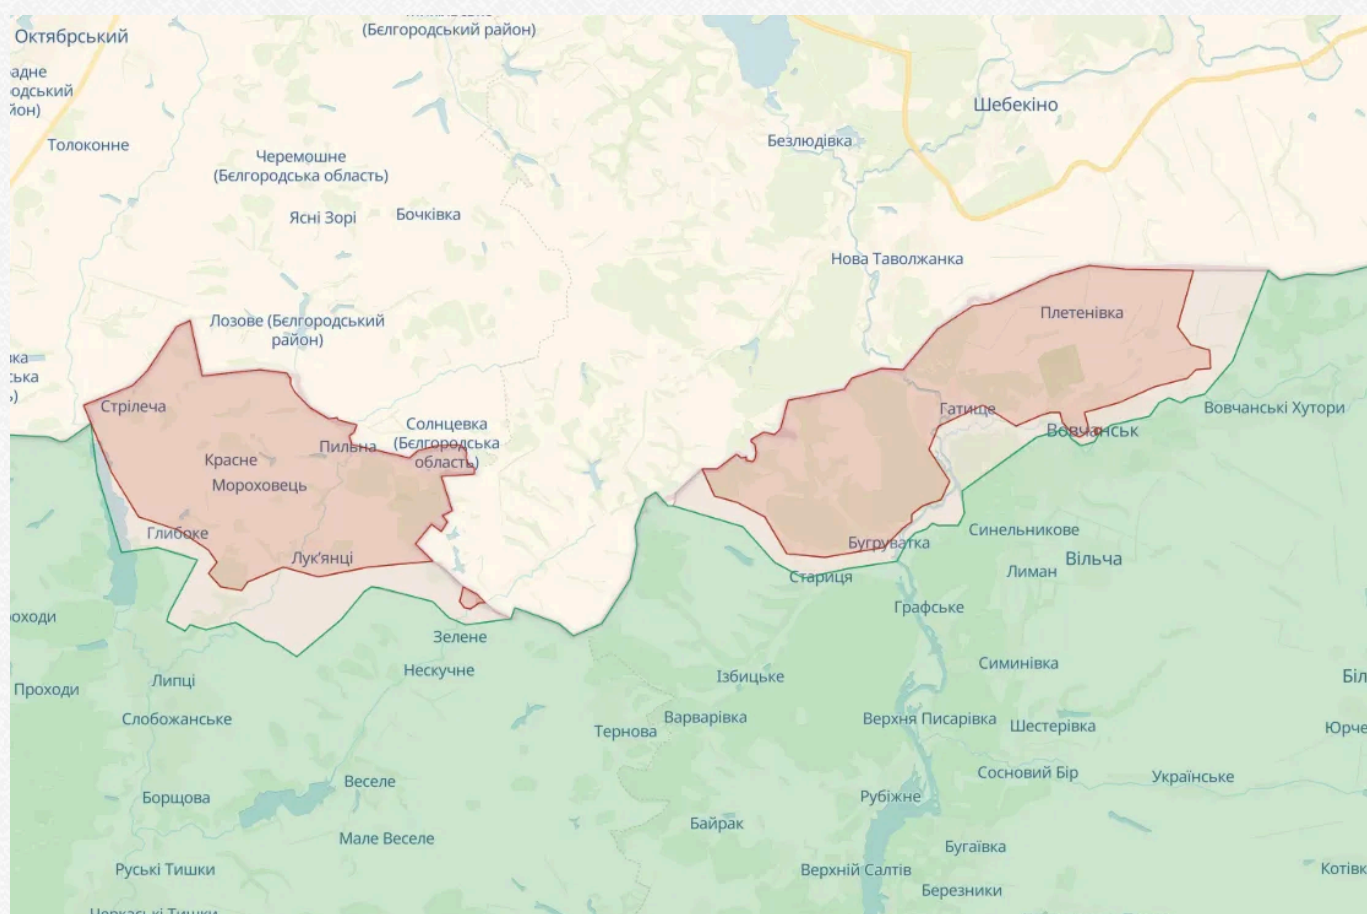 Октябрський
(Бєлгородський район)
Шебекіно
Безлюдівка
Толоконне
Черемошне
(Бєлгородська область)
Ясні Зорі
Бочківка
Нова Таволжанка
Плетенівка
Лозове (Бєлгородський
район)
Стрілеча
Солнцевка
(Бєлгородська
область)
Гатище
Вовчанські Хутори
Вовчанськ
Пильна
Красне
Мороховець
Глибоке
Лук'янці
Бугруватка
Синельникове
Вільча
Лиман
Стариця
Графське
Зелене
Нескучне
Липці
Проходи
Слобожанське
Ізбицьке
Симинівка
Варварівка
Тернова
Верхня Писарівка
Шестерівка
Сосновий Бір
Українське
Веселе
Борщова
Рубіжне
Мале Веселе
Байрак
Бугаївка
Руські Тишки
Верхній Салтів
Березники